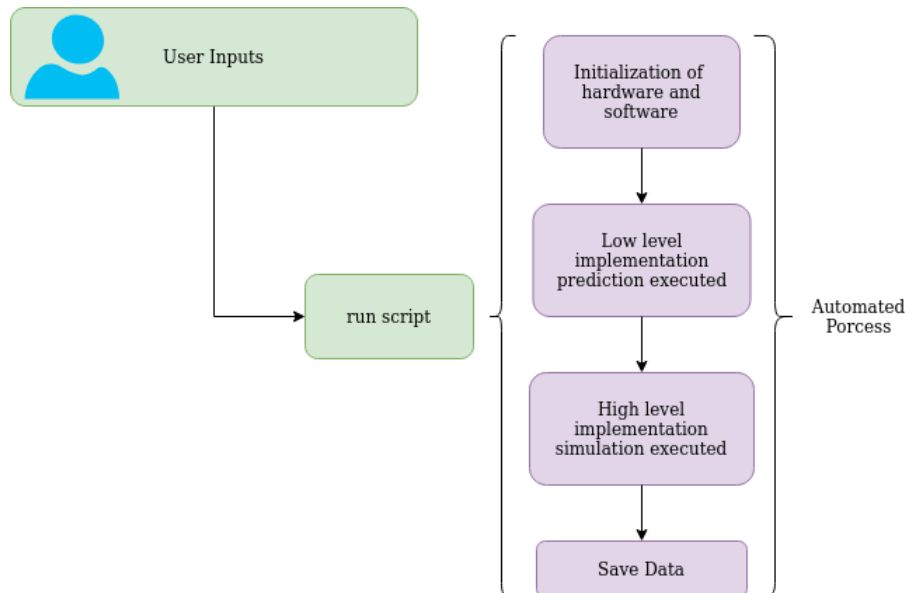 User Inputs
run script
Initialization of
hardware and
software
Low level
implementation
prediction executed
High level
implementation
simulation executed
Save Data
Automated
Porcess